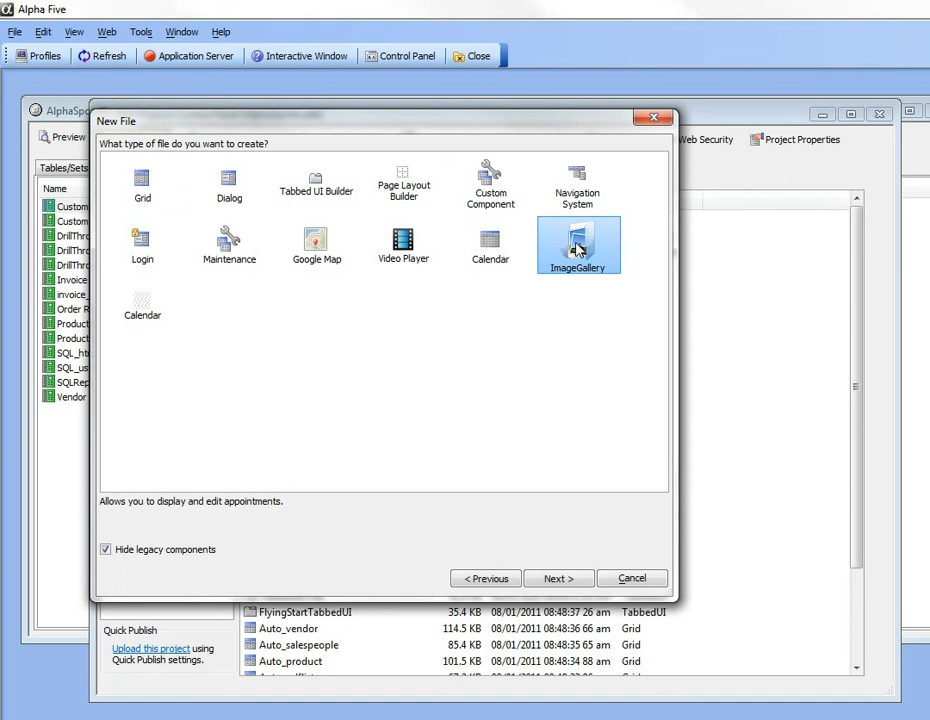 Alpha Five
File Edit View Web Tools Window Help
Profiles Refresh Application Server Interactive Window Control Panel Close
New File
Preview Web Security Project Properties
What type of file do you want to create?
Tables/Sets
Name
Grid Dialog Tabbed UI Builder Page Layout Builder Custom Component Navigation System
Login Maintenance Google Map Video Player Calendar ImageGallery
Calendar
Custom
Custom
DrillThr
DrillThr
DrillThr
Invoice
invoice_
Order R
Product
Product
SQL_ht
SQL_us
SQLRep
Vendor
Allows you to display and edit appointments.
Hide legacy components
< Previous Next > Cancel
FlyingStartTabbedUI 35.4 KB 08/01/2011 08:48:37 26 am TabbedUI
Quick Publish
Auto_vendor 114.5 KB 08/01/2011 08:48:36 66 am Grid
Upload this project using
Quick Publish settings.
Auto_salespeople 85.4 KB 08/01/2011 08:48:35 65 am Grid
Auto_product 101.5 KB 08/01/2011 08:48:34 88 am Grid